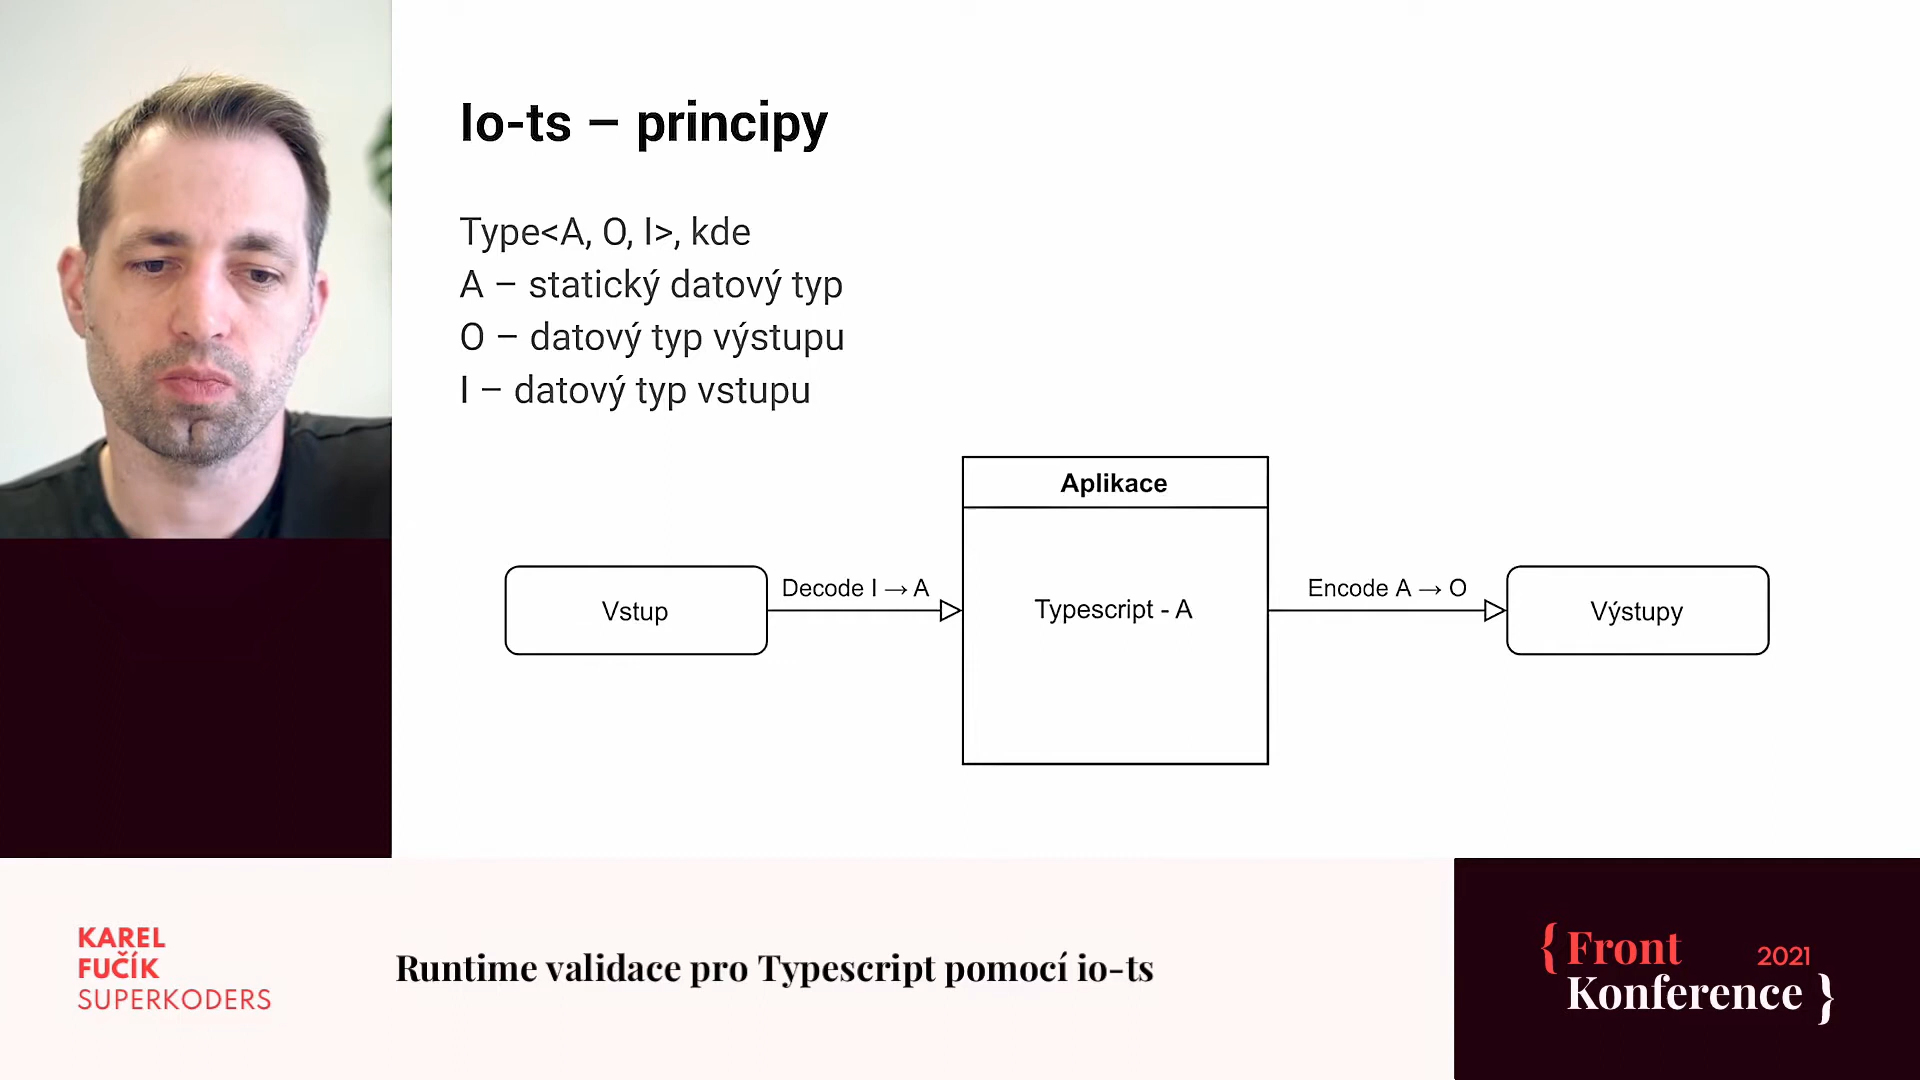 Io-ts – principy
Type<A, O, I>, kde
A – statický datový typ
O – datový typ výstupu
I – datový typ vstupu
Aplikace
Vstup
Decode I → A
Typescript - A
Encode A → O
Výstupy
KAREL
FUČÍK
SUPERKODERS
Runtime validace pro Typescript pomocí io-ts
{ Front 2021
Konference }